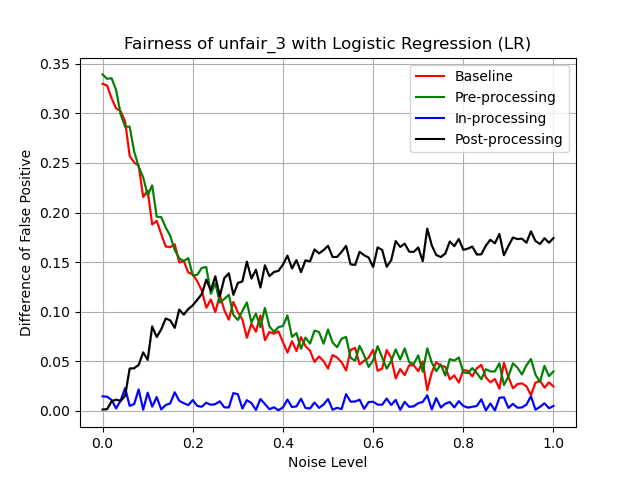 Fairness of unfair_3 with Logistic Regression (LR)
Baseline
Pre-processing
In-processing
Post-processing
0.35
0.30
0.25
0.20
0.15
0.10
0.05
0.00
Difference of False Positive
0.0 0.2 0.4 0.6 0.8 1.0
Noise Level